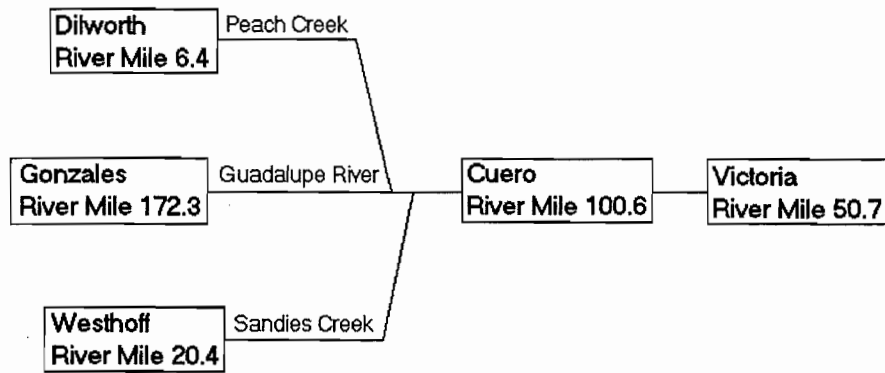 Dilworth
River Mile 6.4
Peach Creek
Gonzales
River Mile 172.3
Guadalupe River
Cuero
River Mile 100.6
Victoria
River Mile 50.7
Westhoff
River Mile 20.4
Sandies Creek